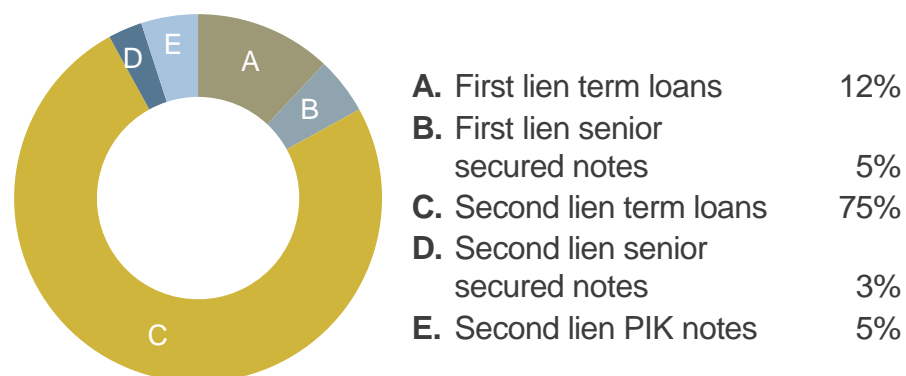 A
B
C
D
E
A. First lien term loans 12%
B. First lien senior
secured notes 5%
C. Second lien term loans 75%
D. Second lien senior
secured notes 3%
E. Second lien PIK notes 5%